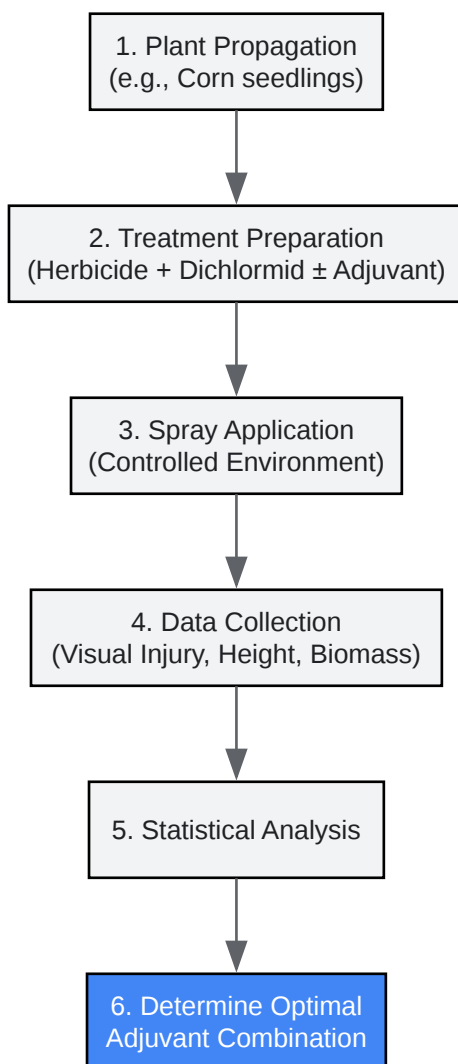 1. Plant Propagation
(e.g., Corn seedlings)
2. Treatment Preparation
(Herbicide + Dichlormid ± Adjuvant)
3. Spray Application
(Controlled Environment)
4. Data Collection
(Visual Injury, Height, Biomass)
5. Statistical Analysis
6. Determine Optimal
Adjuvant Combination